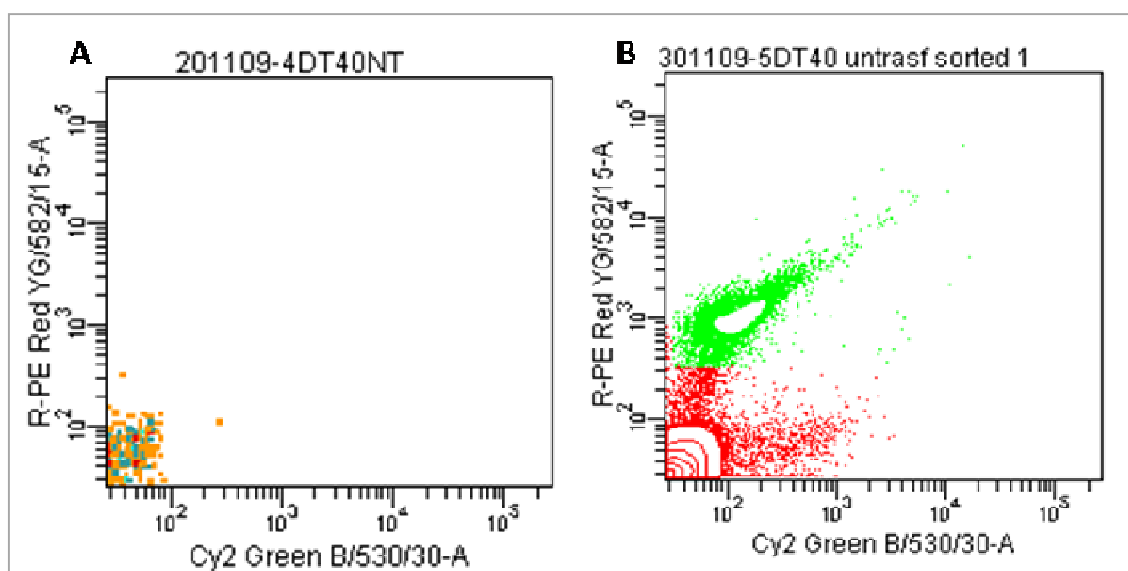 A
201109-4DT40NT
R-PE Red YG/582/15-A
10^5
10^4
10^3
10^2
10^2
10^3
10^4
10^5
Cy2 Green B/530/30-A
B
301109-5DT40 untrasf sorted 1
R-PE Red YG/582/15-A
10^5
10^4
10^3
10^2
10^2
10^3
10^4
10^5
Cy2 Green B/530/30-A